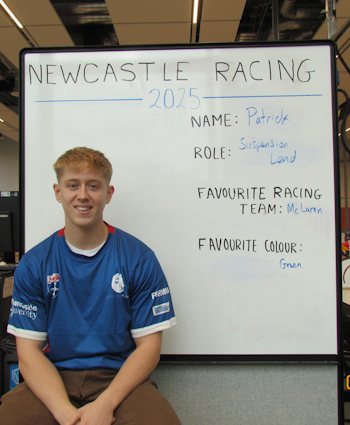 NEWCASTLE RACING
2025
NAME: Patrick
ROLE: Suspension
Lead
FAVOURITE RACING
TEAM: McLaren
FAVOURITE COLOUR:
Green